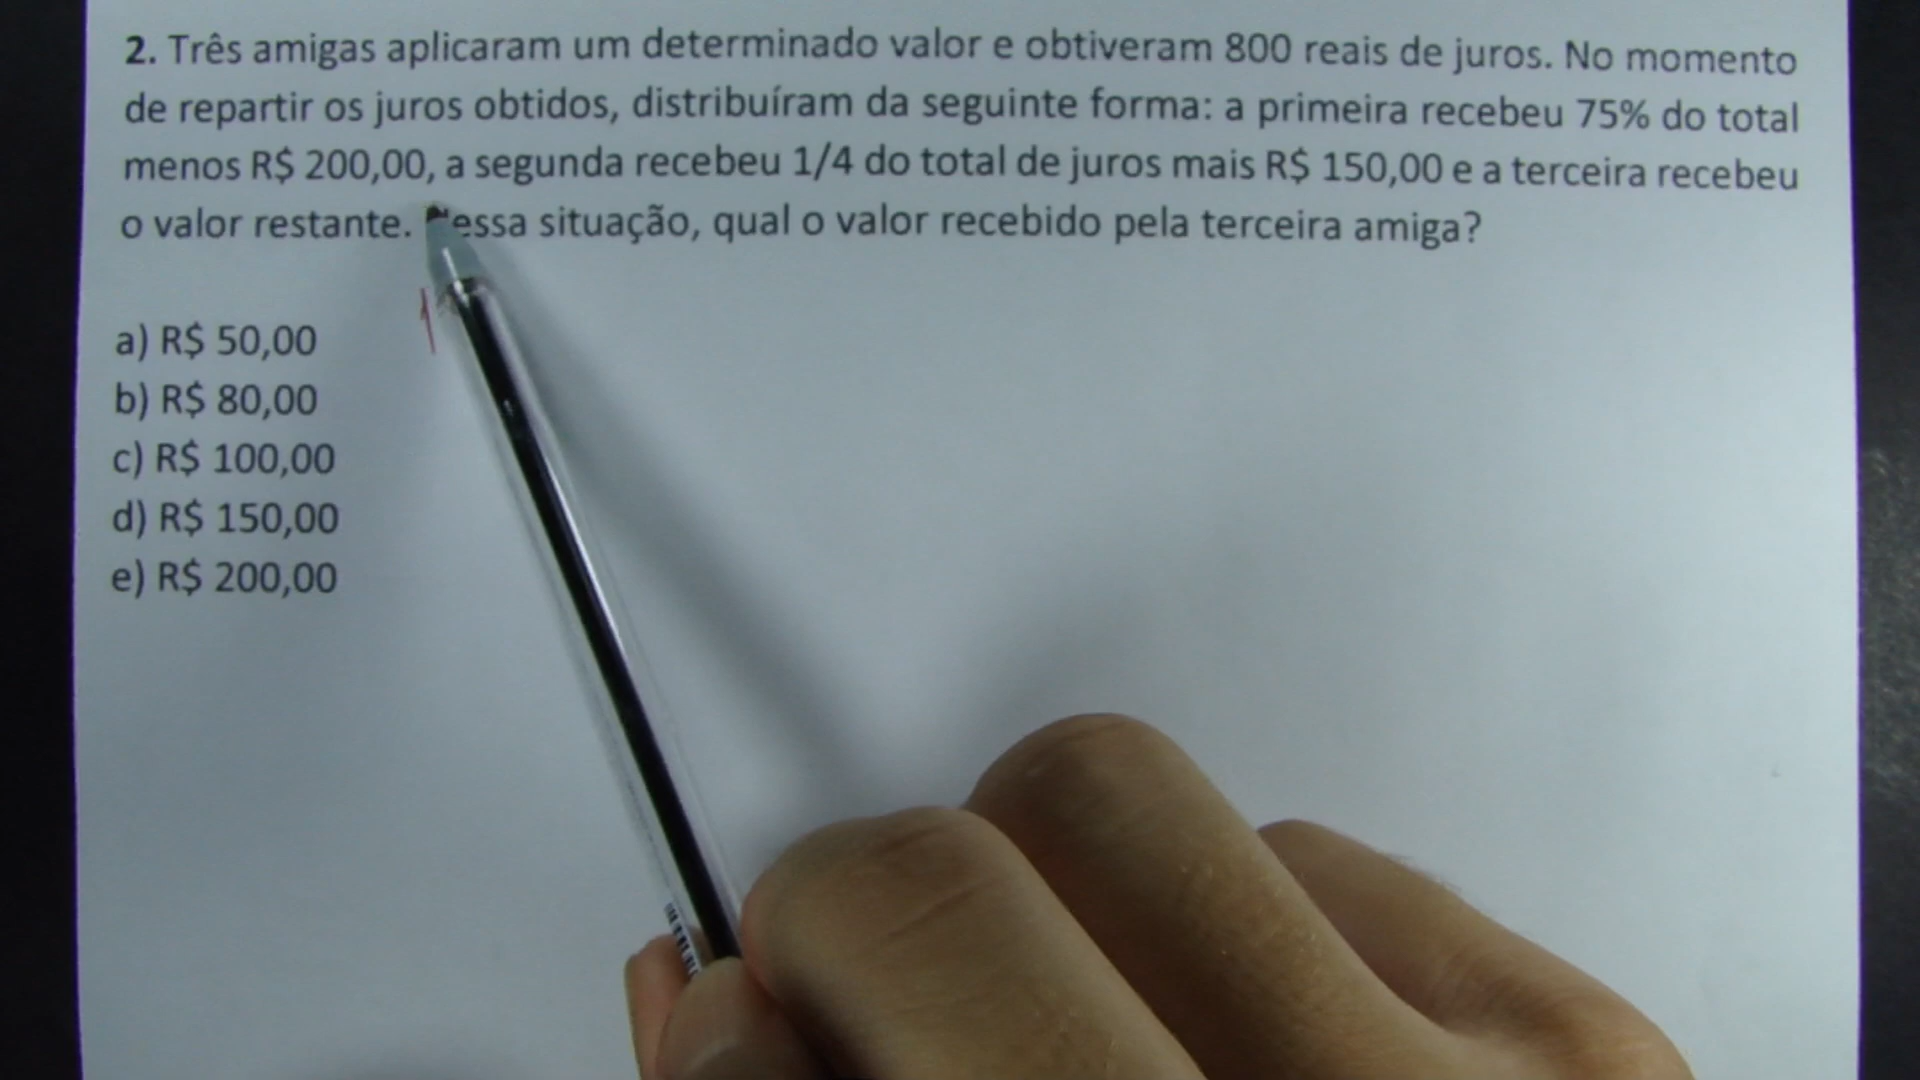 2. Três amigas aplicaram um determinado valor e obtiveram 800 reais de juros. No momento
de repartir os juros obtidos, distribuíram da seguinte forma: a primeira recebeu 75% do total
menos R$ 200,00, a segunda recebeu 1/4 do total de juros mais R$ 150,00 e a terceira recebeu
o valor restante. Nessa situação, qual o valor recebido pela terceira amiga?
a) R$ 50,00
b) R$ 80,00
c) R$ 100,00
d) R$ 150,00
e) R$ 200,00